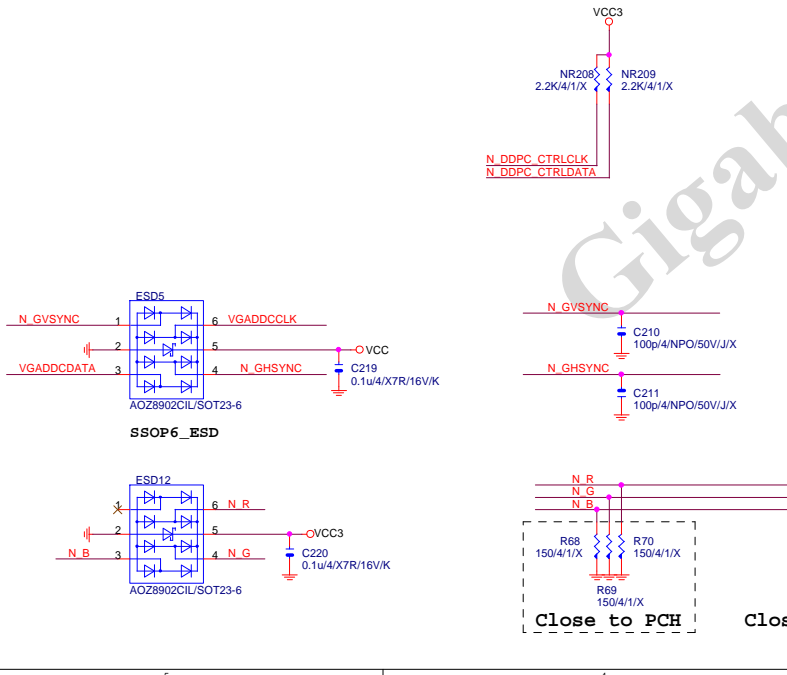 VCC3
NR208 NR209
2.2K/4/1/X 2.2K/4/1/X
N_DDPC_CTRLCLK
N_DDPC_CTRLDATA
Gigab
ESD5
N_GVSYNC 1 6 VGADDCCLK
2 5 VCC
VGADDCDATA 3 4 N_GHSYNC
C219
0.1u/4/X7R/16V/K
AOZ8902CIL/SOT23-6
SSOP6_ESD
N_GVSYNC
C210
100p/4/NPO/50V/J/X
N_GHSYNC
C211
100p/4/NPO/50V/J/X
ESD12
1 6 N_R
2 5 VCC3
N_B 3 4 N_G
C220
0.1u/4/X7R/16V/K
AOZ8902CIL/SOT23-6
N_R
N_G
N_B
R68 R70
150/4/1/X 150/4/1/X
R69
150/4/1/X
Close to PCH Clos